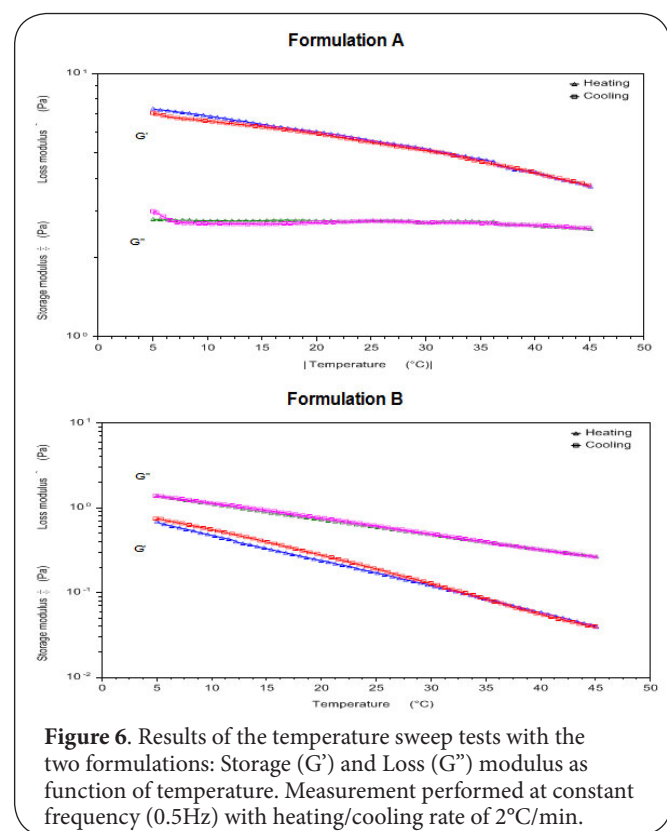 Formulation A
10¹
Heating
Cooling
Loss modulus (Pa)
G'
Storage modulus (Pa)
G"
10⁰
0 5 10 15 20 25 30 35 40 45 50
|Temperature (°C)|
Formulation B
10¹
Heating
Cooling
G"
Loss modulus (Pa)
10⁰
G'
10⁻¹
Storage modulus (Pa)
10⁻²
0 5 10 15 20 25 30 35 40 45 50
Temperature (°C)
Figure 6. Results of the temperature sweep tests with the
two formulations: Storage (G’) and Loss (G”) modulus as
function of temperature. Measurement performed at constant
frequency (0.5Hz) with heating/cooling rate of 2°C/min.